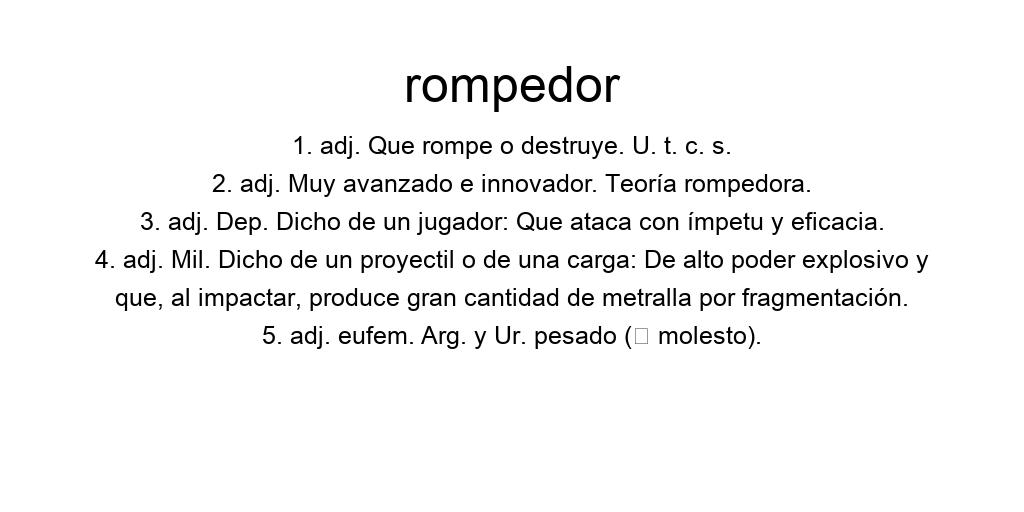 rompedor
1. adj. Que rompe o destruye. U. t. c. s.
2. adj. Muy avanzado e innovador. Teoría rompedora.
3. adj. Dep. Dicho de un jugador: Que ataca con ímpetu y eficacia.
4. adj. Mil. Dicho de un proyectil o de una carga: De alto poder explosivo y
que, al impactar, produce gran cantidad de metralla por fragmentación.
5. adj. eufem. Arg. y Ur. pesado (▯ molesto).